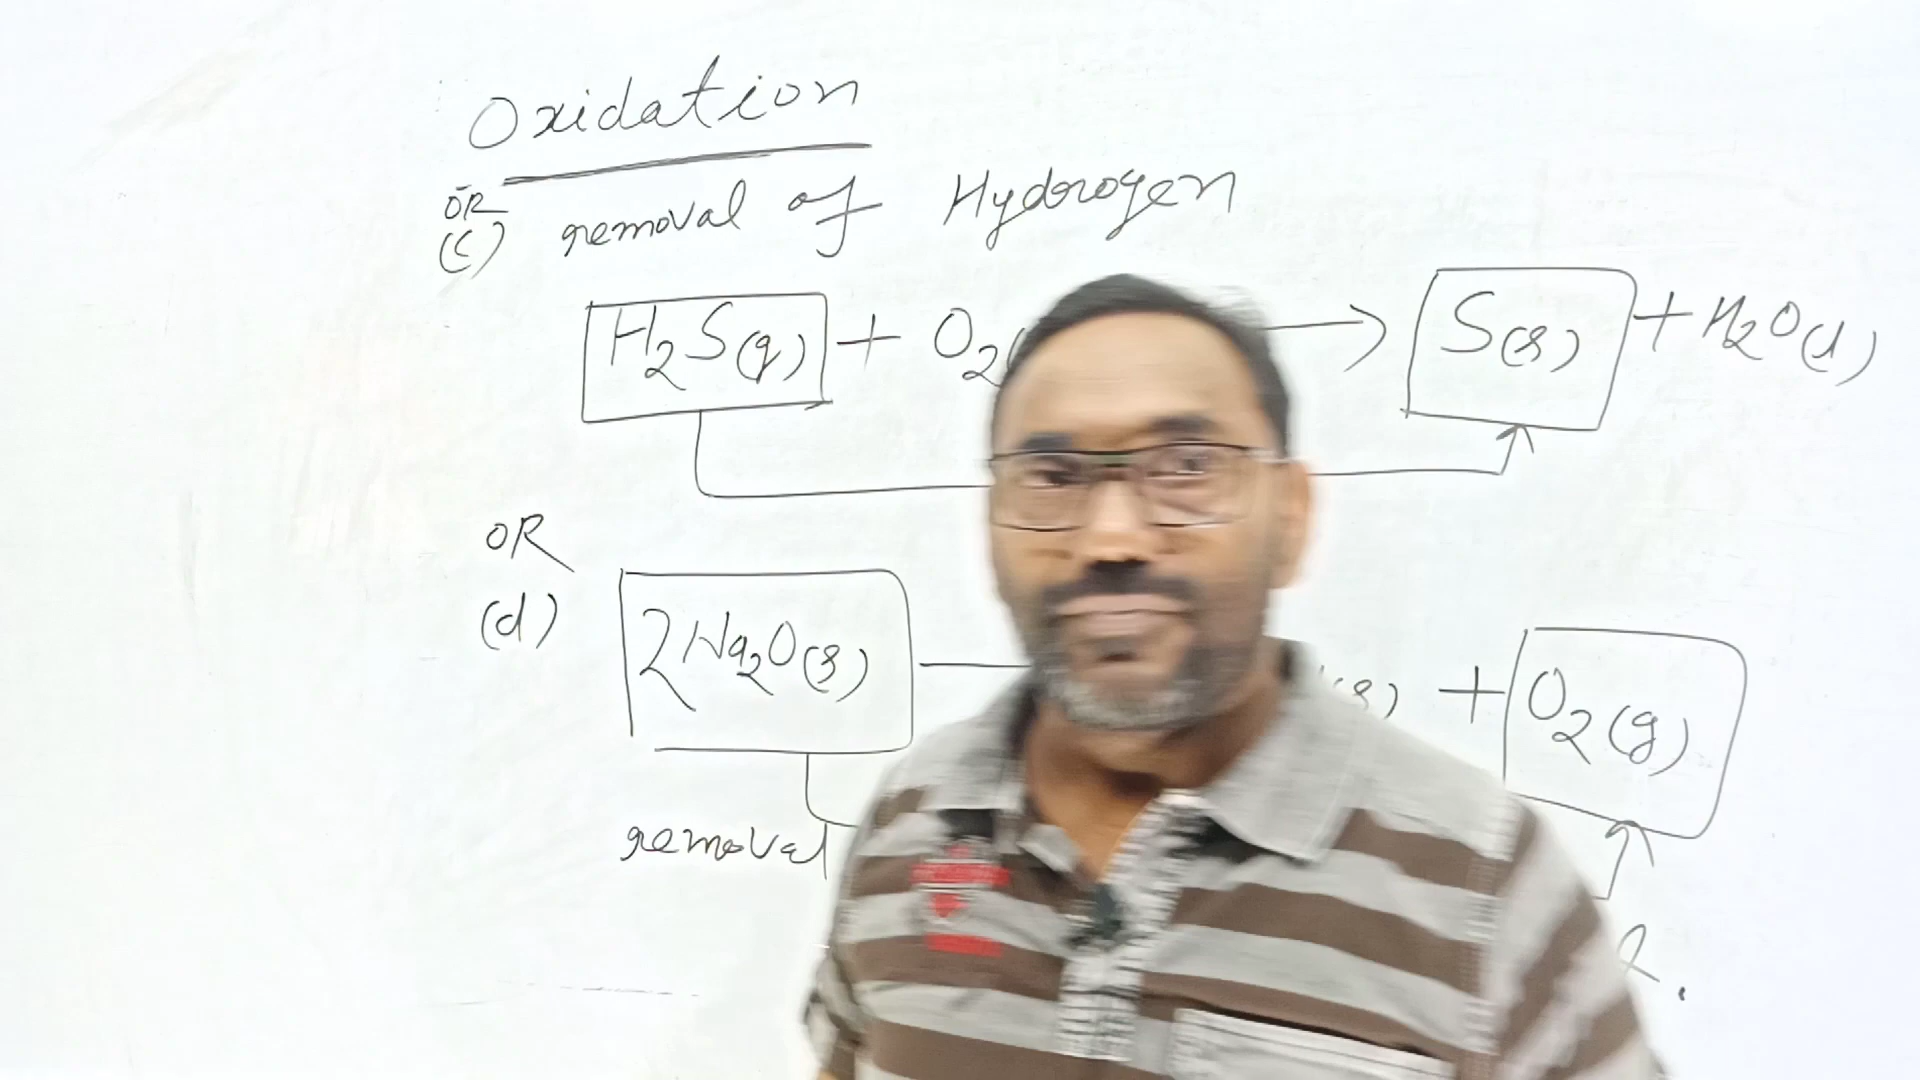 Oxidation
OR
(c) removal of Hydrogen
H₂S(g) + O₂( → S(s) + H₂O(l)
OR
(d) 2Na₂O(s) — (s) + O₂(g)
removal